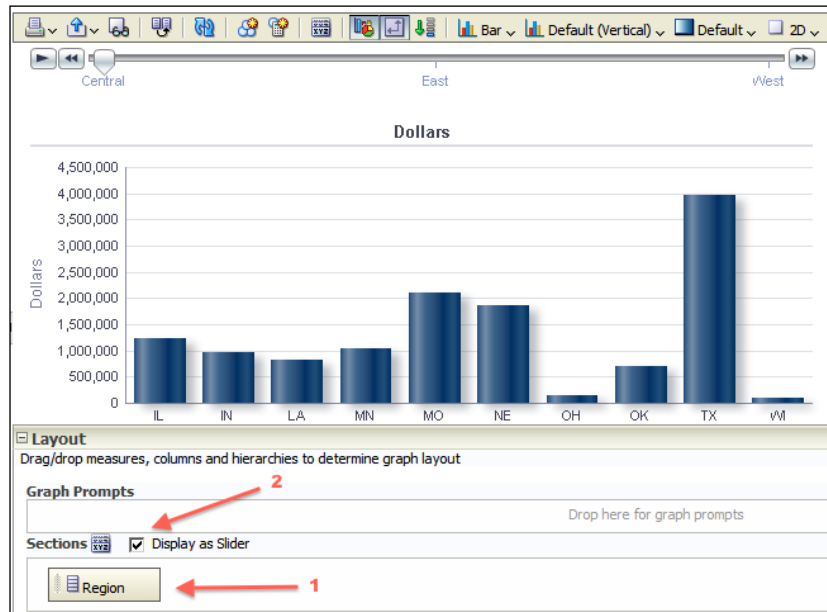 Bar Default (Vertical) Default 2D
Central East West
Dollars
4,500,000
4,000,000
3,500,000
3,000,000
2,500,000
2,000,000
1,500,000
1,000,000
500,000
0
Dollars
IL IN LA MN MO NE OH OK TX WI
Layout
Drag/drop measures, columns and hierarchies to determine graph layout
2
Graph Prompts
Drop here for graph prompts
Sections XYZ Display as Slider
Region
1